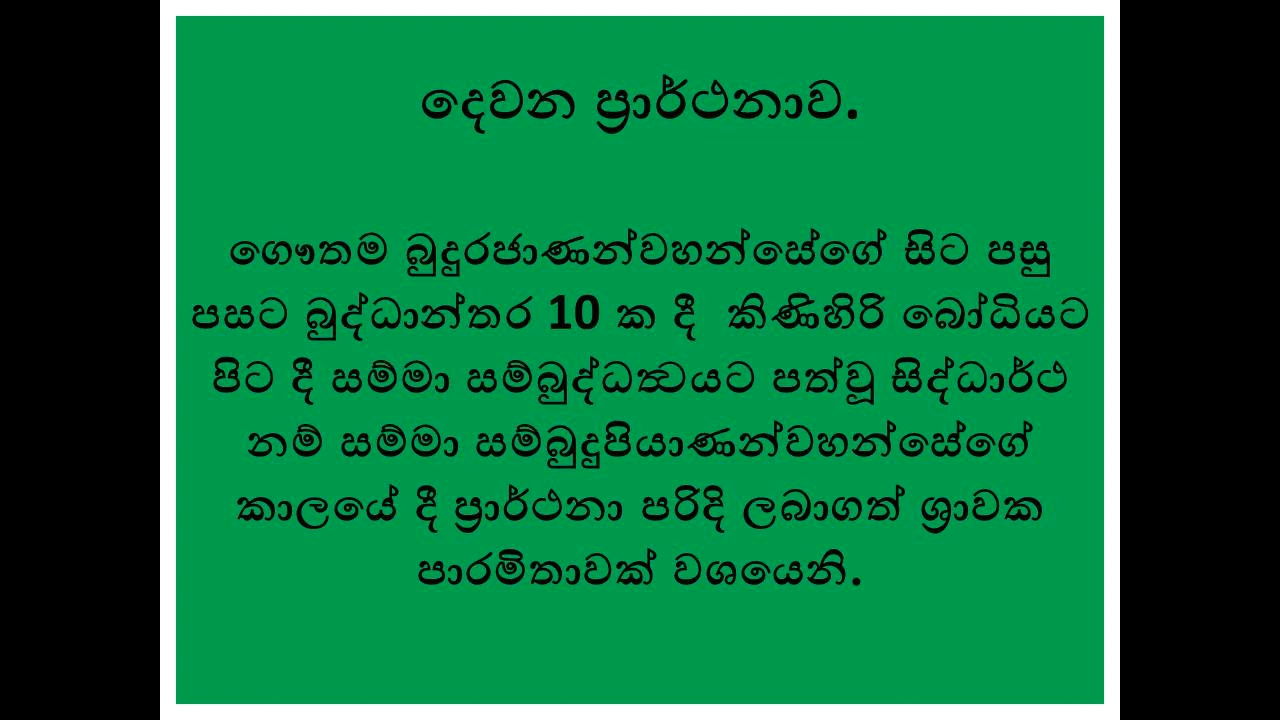 දෙවන ප්‍රාර්ථනාව.
ගෞතම බුදුරජාණන්වහන්සේගේ සිට පසු
පසට බුද්ධාන්තර 10 ක දී කිණිහිරි බෝධියට
පිට දී සම්මා සම්බුද්ධත්‍වයට පත්වූ සිද්ධාර්ථ
නම් සම්මා සම්බුදුපියාණන්වහන්සේගේ
කාලයේ දී ප්‍රාර්ථනා පරිදි ලබාගත් ශ්‍රාවක
පාරමිතාවක් වශයෙනි.